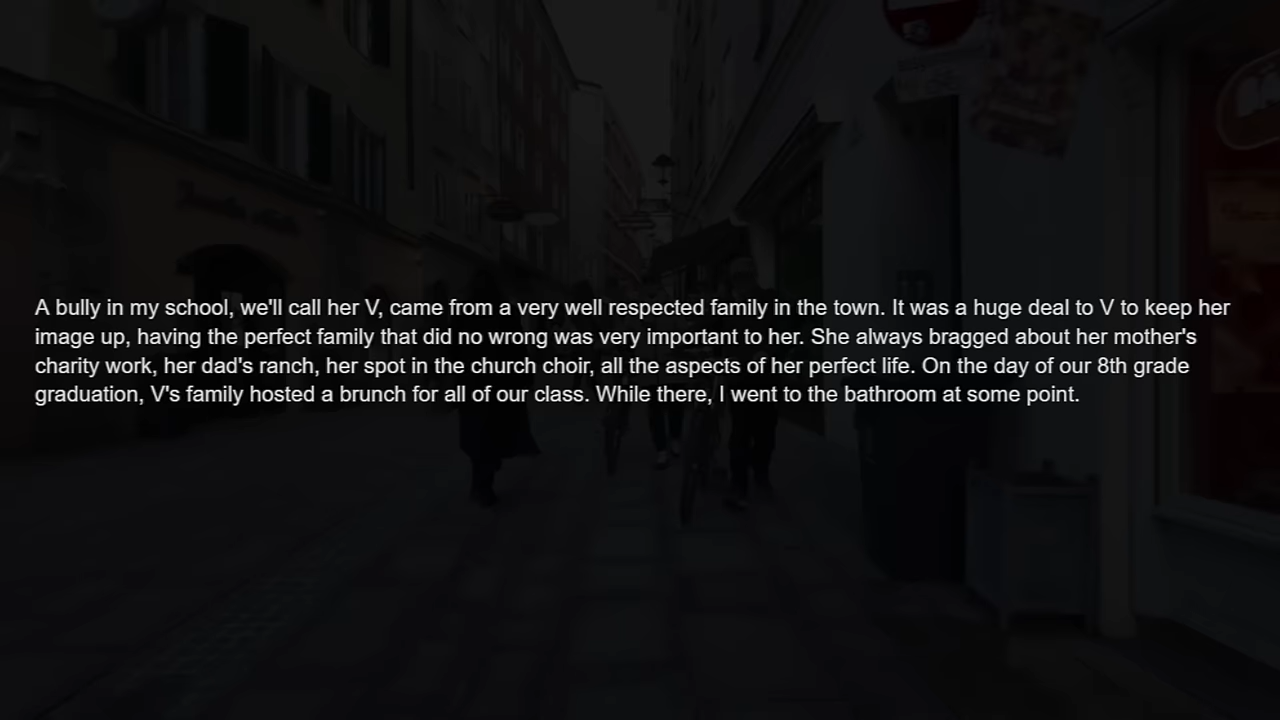 A bully in my school, we'll call her V, came from a very well respected family in the town. It was a huge deal to V to keep her
image up, having the perfect family that did no wrong was very important to her. She always bragged about her mother's
charity work, her dad's ranch, her spot in the church choir, all the aspects of her perfect life. On the day of our 8th grade
graduation, V's family hosted a brunch for all of our class. While there, I went to the bathroom at some point.